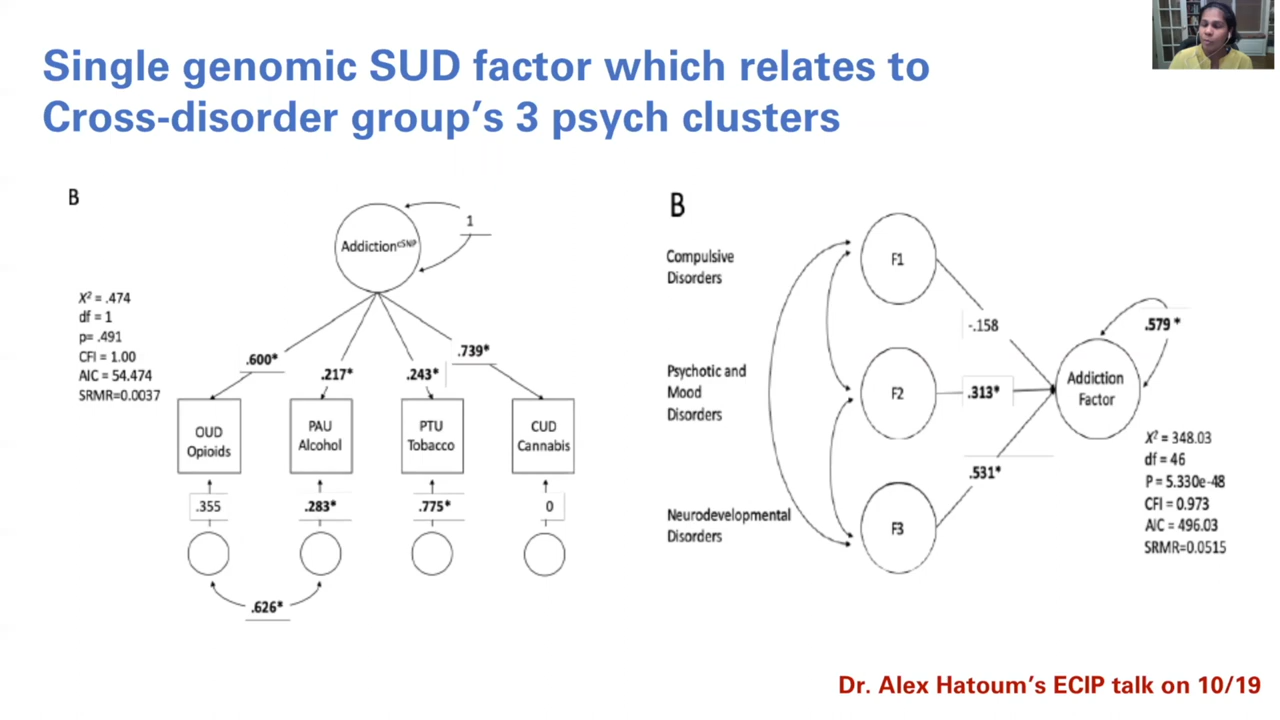 Single genomic SUD factor which relates to
Cross-disorder group's 3 psych clusters
B
1
Addiction^cSNP
X² = .474
df = 1
p= .491
CFI = 1.00
AIC = 54.474
SRMR=0.0037
.600*
.217*
.243*
.739*
OUD
Opioids
PAU
Alcohol
PTU
Tobacco
CUD
Cannabis
.355
.283*
.775*
0
.626*
B
Compulsive
Disorders
F1
-.158
.579 *
Psychotic and
Mood
Disorders
F2
.313*
Addiction
Factor
.531*
Neurodevelopmental
Disorders
F3
X² = 348.03
df = 46
P = 5.330e-48
CFI = 0.973
AIC = 496.03
SRMR=0.0515
Dr. Alex Hatoum's ECIP talk on 10/19